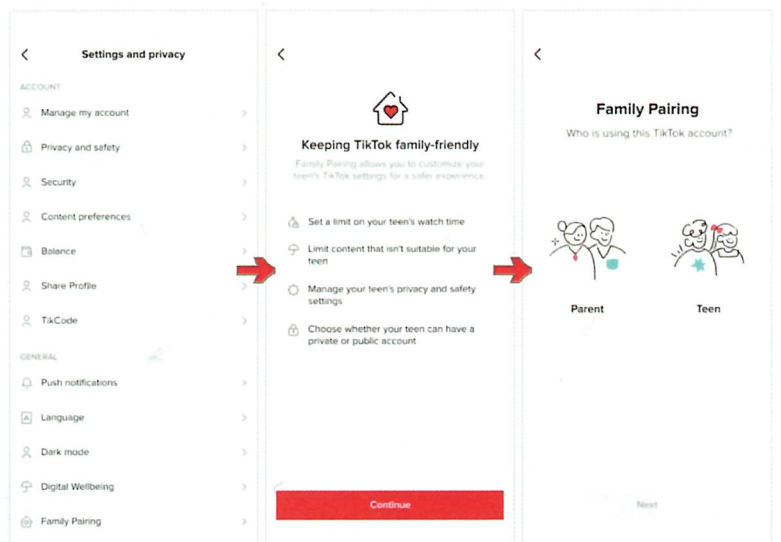 Settings and privacy
ACCOUNT
Manage my account
Privacy and safety
Security
Content preferences
Balance
Share Profile
TikCode
GENERAL
Push notifications
Language
Dark mode
Digital Wellbeing
Family Pairing
Keeping TikTok family-friendly
Family Pairing allows you to customize your
teen's TikTok settings for a safer experience
Set a limit on your teen's watch time
Limit content that isn't suitable for your
teen
Manage your teen's privacy and safety
settings
Choose whether your teen can have a
private or public account
Continue
Family Pairing
Who is using this TikTok account?
Parent
Teen
Next